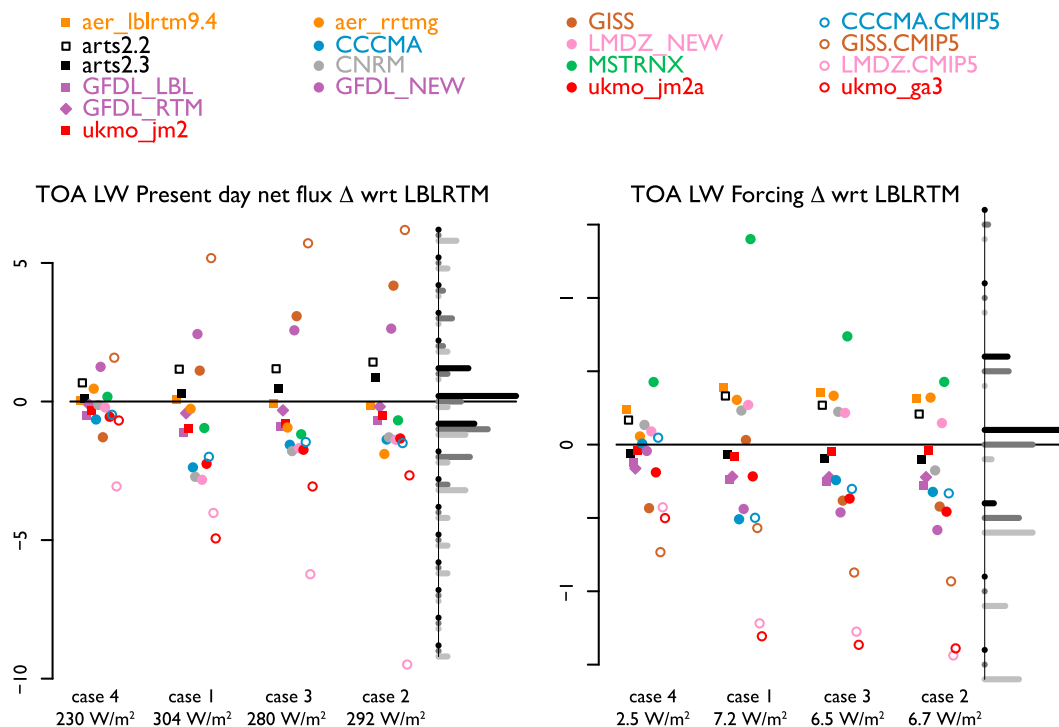 aer_lblrtm9.4
arts2.2
arts2.3
GFDL_LBL
GFDL_RTM
ukmo_jm2
aer_rrtmg
CCCMA
CNRM
GFDL_NEW
GISS
LMDZ_NEW
MSTRNX
ukmo_jm2a
CCCMA.CMIP5
GISS.CMIP5
LMDZ.CMIP5
ukmo_ga3
TOA LW Present day net flux Δ wrt LBLRTM
5
0
−5
−10
case 4 case 1 case 3 case 2
230 W/m² 304 W/m² 280 W/m² 292 W/m²
TOA LW Forcing Δ wrt LBLRTM
1
0
−1
case 4 case 1 case 3 case 2
2.5 W/m² 7.2 W/m² 6.5 W/m² 6.7 W/m²